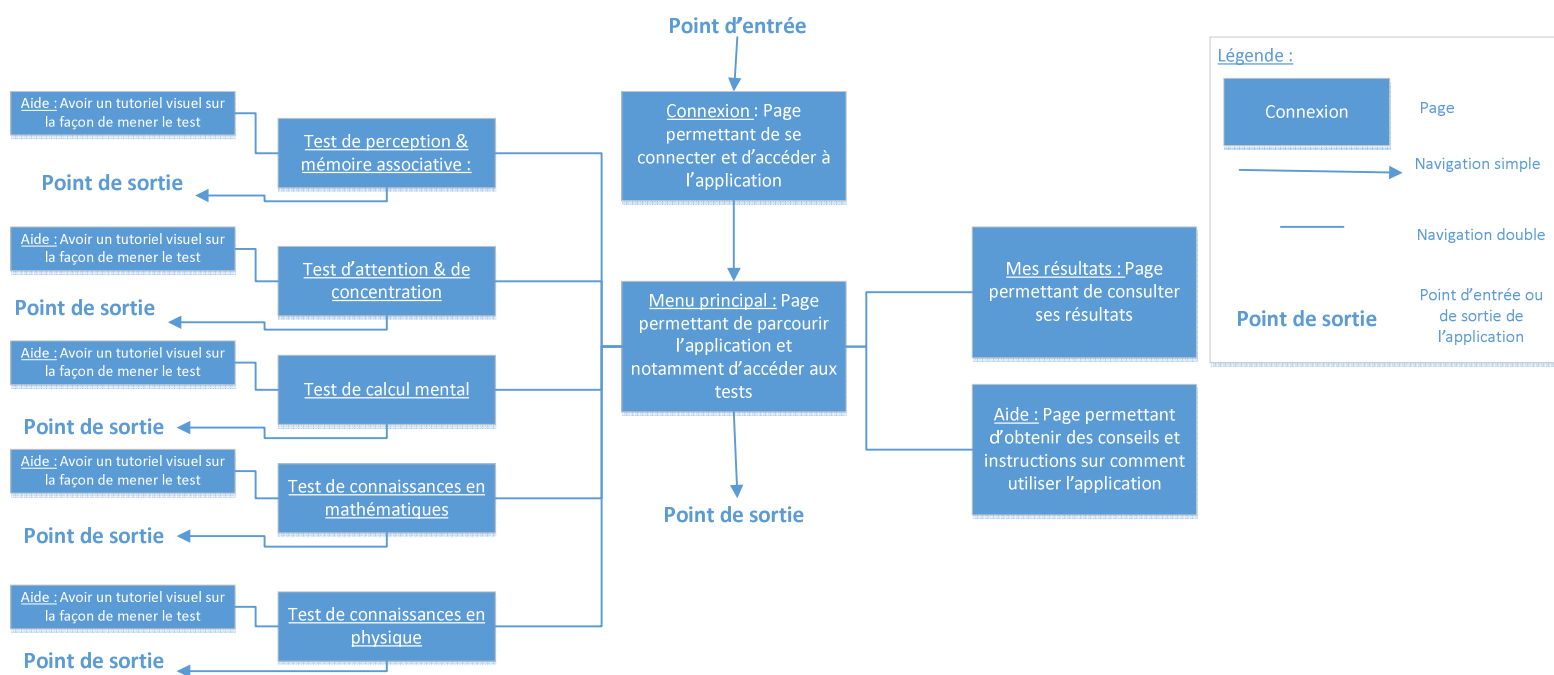 Point d'entrée
Légende :
Connexion
Page
Navigation simple
Navigation double
Point de sortie
Point d'entrée ou
de sortie de
l'application
Connexion : Page
permettant de se
connecter et d'accéder à
l'application
Menu principal : Page
permettant de parcourir
l'application et
notamment d'accéder aux
tests
Point de sortie
Mes résultats : Page
permettant de consulter
ses résultats
Aide : Page permettant
d'obtenir des conseils et
instructions sur comment
utiliser l'application
Aide : Avoir un tutoriel visuel sur
la façon de mener le test
Test de perception &
mémoire associative :
Point de sortie
Aide : Avoir un tutoriel visuel sur
la façon de mener le test
Test d'attention & de
concentration
Point de sortie
Aide : Avoir un tutoriel visuel sur
la façon de mener le test
Test de calcul mental
Point de sortie
Aide : Avoir un tutoriel visuel sur
la façon de mener le test
Test de connaissances en
mathématiques
Point de sortie
Aide : Avoir un tutoriel visuel sur
la façon de mener le test
Test de connaissances en
physique
Point de sortie